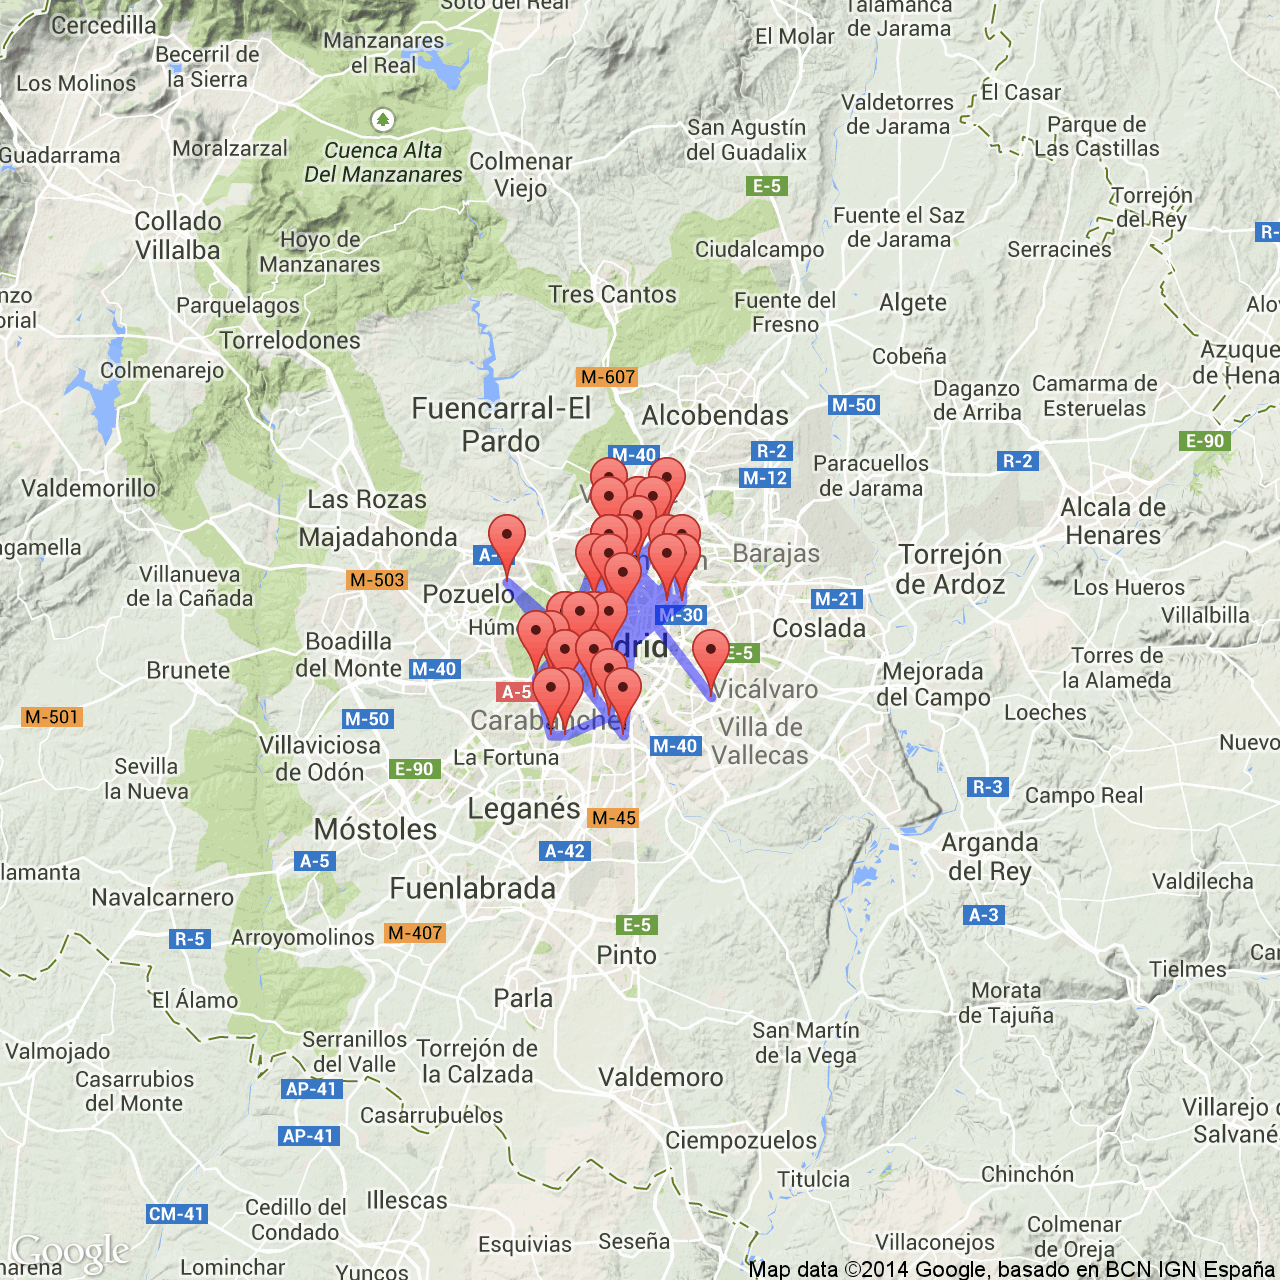 Cercedilla
Soto del Real
Talamanca
de Jarama
Manzanares
el Real
El Molar
Becerril de
la Sierra
Los Molinos
Valdetorres
de Jarama
El Casar
Parque de
Las Castillas
San Agustín
del Guadalix
Guadarrama
Moralzarzal
Cuenca Alta
Del Manzanares
Colmenar
Viejo
E-5
Torrejón
del Rey
Collado
Villalba
Hoyo de
Manzanares
Fuente el Saz
de Jarama
Ciudalcampo
Serracines
R-
nzo
orial
Parquelagos
Tres Cantos
Fuente del
Fresno
Algete
Alov
Torrelodones
Colmenarejo
Cobeña
Azuque
de Hena
M-607
Daganzo
de Arriba
Camarma de
Esteruelas
Fuencarral-El
Pardo
Alcobendas
M-50
E-90
M-40
R-2
R-2
M-12
Paracuellos
de Jarama
Valdemorillo
Las Rozas
Alcala de
Henares
Majadahonda
ngamella
A-
Barajas
Torrejón
de Ardoz
Villanueva
de la Cañada
M-503
Pozuelo
Los Hueros
M-21
Villalbilla
M-30
Húm
Coslada
Boadilla
del Monte
drid
E-5
Torres de
la Alameda
Brunete
M-40
Mejorada
del Campo
A-5
Vicálvaro
Loeches
M-501
M-50
Carabanchel
Villa de
Vallecas
Villaviciosa
de Odón
M-40
Nuevo
La Fortuna
Sevilla
la Nueva
E-90
R-3
Campo Real
Leganés
M-45
Móstoles
A-42
Arganda
del Rey
A-5
lamanta
Fuenlabrada
Valdilecha
Navalcarnero
A-3
E-5
R-5
Arroyomolinos
M-407
Pinto
Car
Tielmes
El Álamo
Parla
Morata
de Tajuña
San Martín
de la Vega
Serranillos
del Valle
Torrejón de
la Calzada
Valmojado
Casarrubios
del Monte
AP-41
Valdemoro
Casarrubuelos
Villarejo d
Salvané
AP-41
Ciempozuelos
Titulcia
Chinchón
Illescas
CM-41
Cedillo del
Condado
Colmenar
de Oreja
Esquivias
Seseña
Villaconejos
Google
marena
Lominchar
Yuncos
Map data ©2014 Google, basado en BCN IGN España